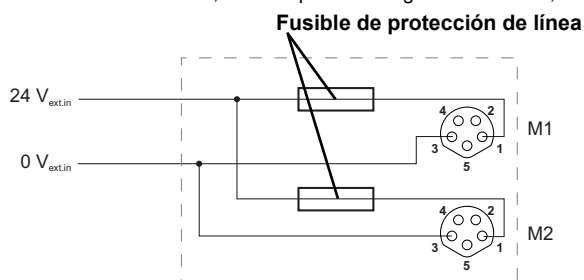 Fusible de protección de línea
24 V ext.in
4 2
M1
3 1
5
0 V ext.in
4 2
3 1
M2
5